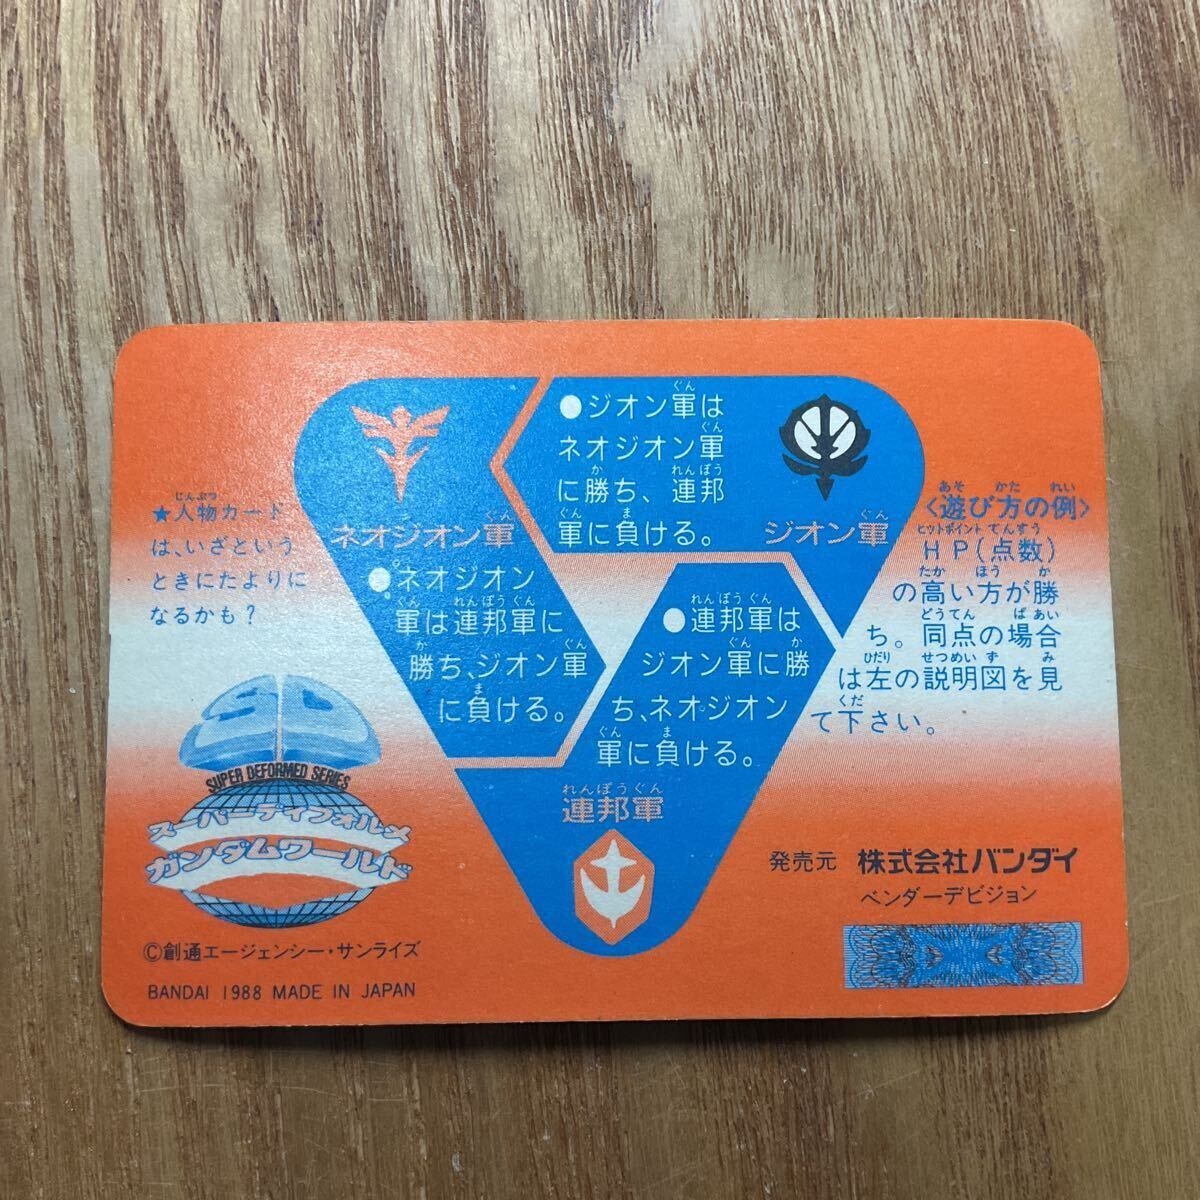 ★人物カード
は、いざという
ときにたよりに
なるかも？
ネオジオン軍
●ネオジオン
軍は連邦軍に
勝ち、ジオン軍
に負ける。
●ジオン軍は
ネオジオン軍
に勝ち、連邦
軍に負ける。
ジオン軍
●連邦軍は
ジオン軍に勝
ち、ネオジオン
軍に負ける。
連邦軍
〈遊び方の例〉
HP(点数)
の高い方が勝
ち。同点の場合
は左の説明図を見
て下さい。
SUPER DEFORMED SERIES
スーパーディフォルメ
ガンダムワールド
©創通エージェンシー・サンライズ
BANDAI 1988 MADE IN JAPAN
発売元 株式会社バンダイ
ベンダーデビジョン